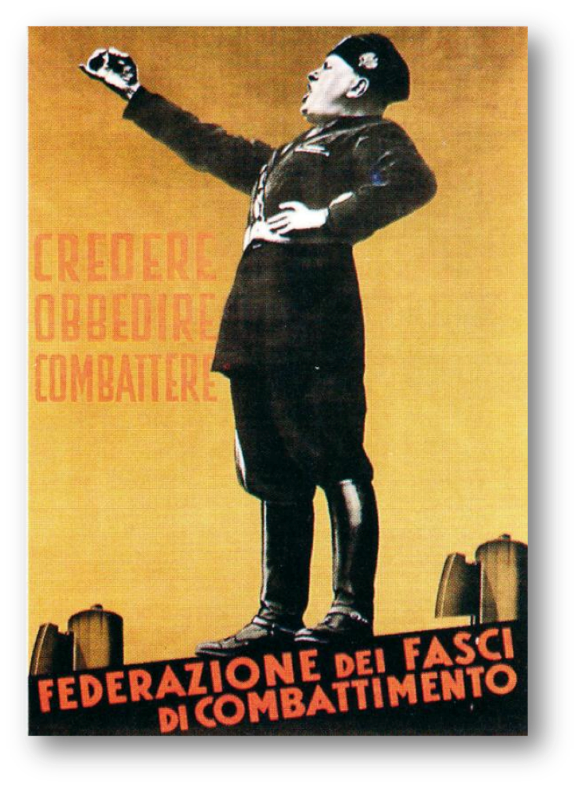 CREDERE
OBBEDIRE
COMBATTERE
FEDERAZIONE DEI FASCI
DI COMBATTIMENTO